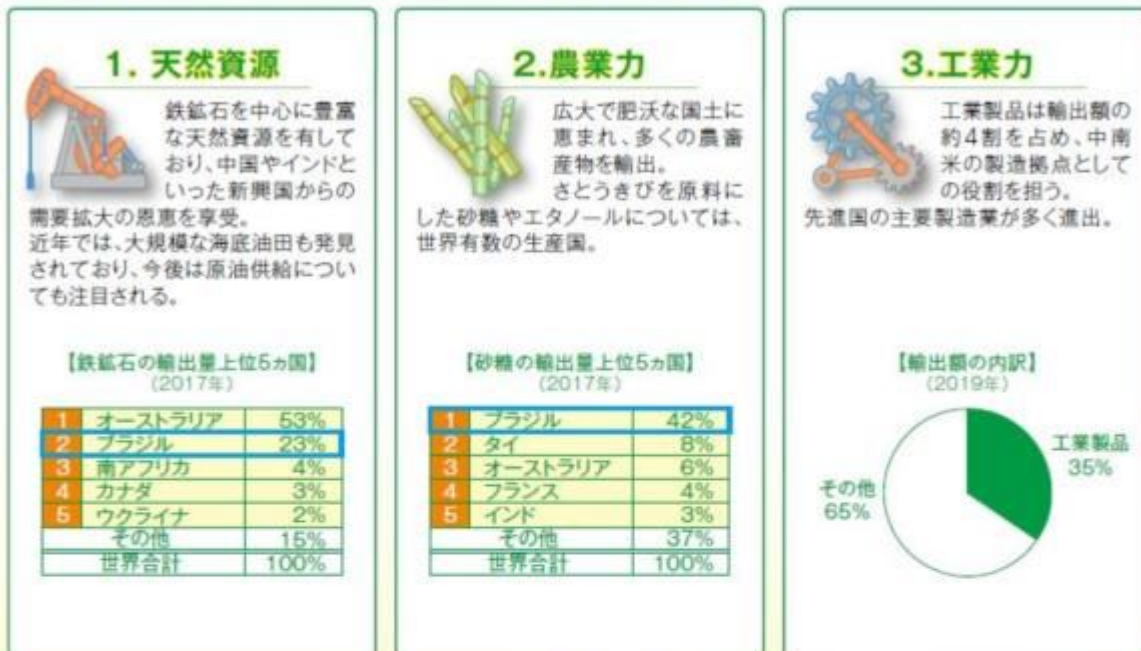 1. 天然資源
鉄鉱石を中心に豊富
な天然資源を有して
おり、中国やインドと
いった新興国からの
需要拡大の恩恵を享受。
近年では、大規模な海底油田も発見
されており、今後は原油供給につい
ても注目される。
【鉄鉱石の輸出量上位5ヵ国】
(2017年)
1 オーストラリア 53%
2 ブラジル 23%
3 南アフリカ 4%
4 カナダ 3%
5 ウクライナ 2%
その他 15%
世界合計 100%
2.農業力
広大で肥沃な国土に
恵まれ、多くの農畜
産物を輸出。
さとうきびを原料に
した砂糖やエタノールについては、
世界有数の生産国。
【砂糖の輸出量上位5ヵ国】
(2017年)
1 ブラジル 42%
2 タイ 8%
3 オーストラリア 6%
4 フランス 4%
5 インド 3%
その他 37%
世界合計 100%
3.工業力
工業製品は輸出額の
約4割を占め、中南
米の製造拠点として
の役割を担う。
先進国の主要製造業が多く進出。
【輸出額の内訳】
(2019年)
工業製品
35%
その他
65%